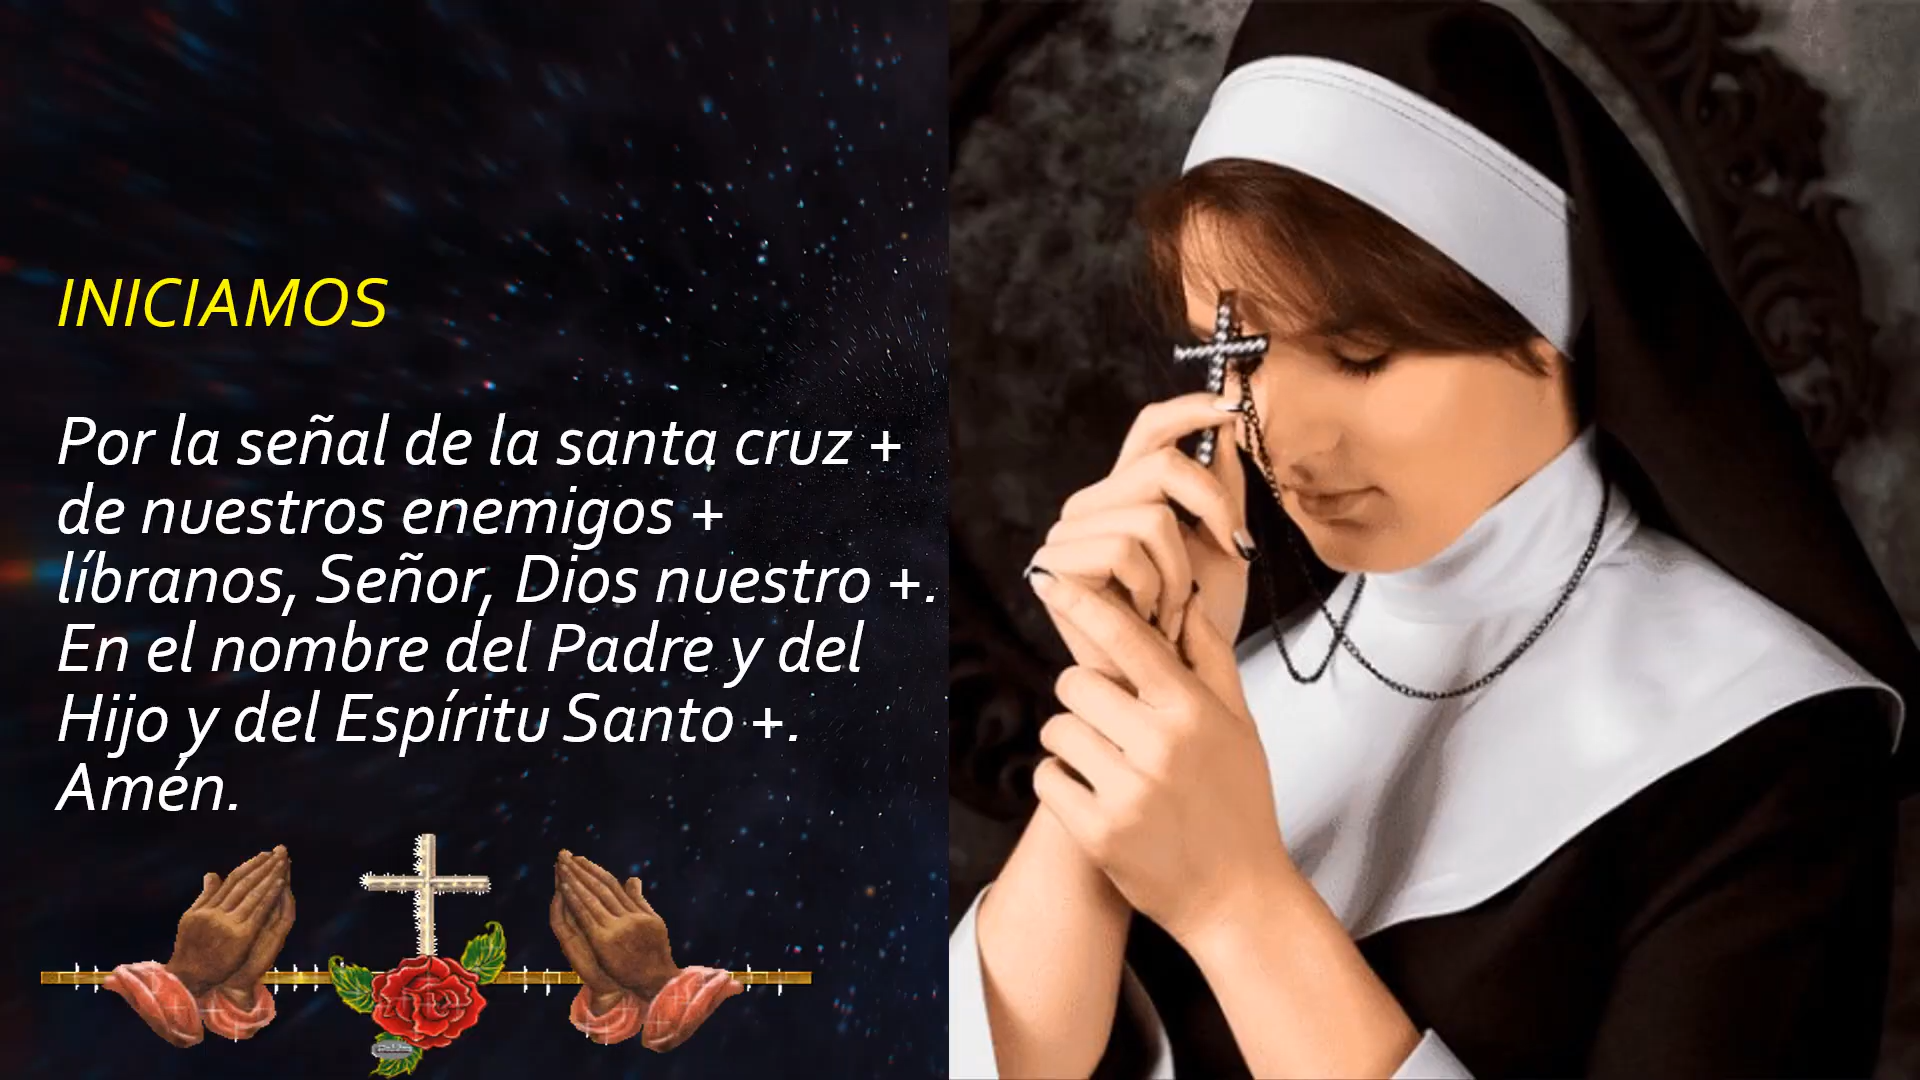 INICIAMOS
Por la señal de la santa cruz +
de nuestros enemigos +
líbranos, Señor, Dios nuestro +.
En el nombre del Padre y del
Hijo y del Espíritu Santo +.
Amén.